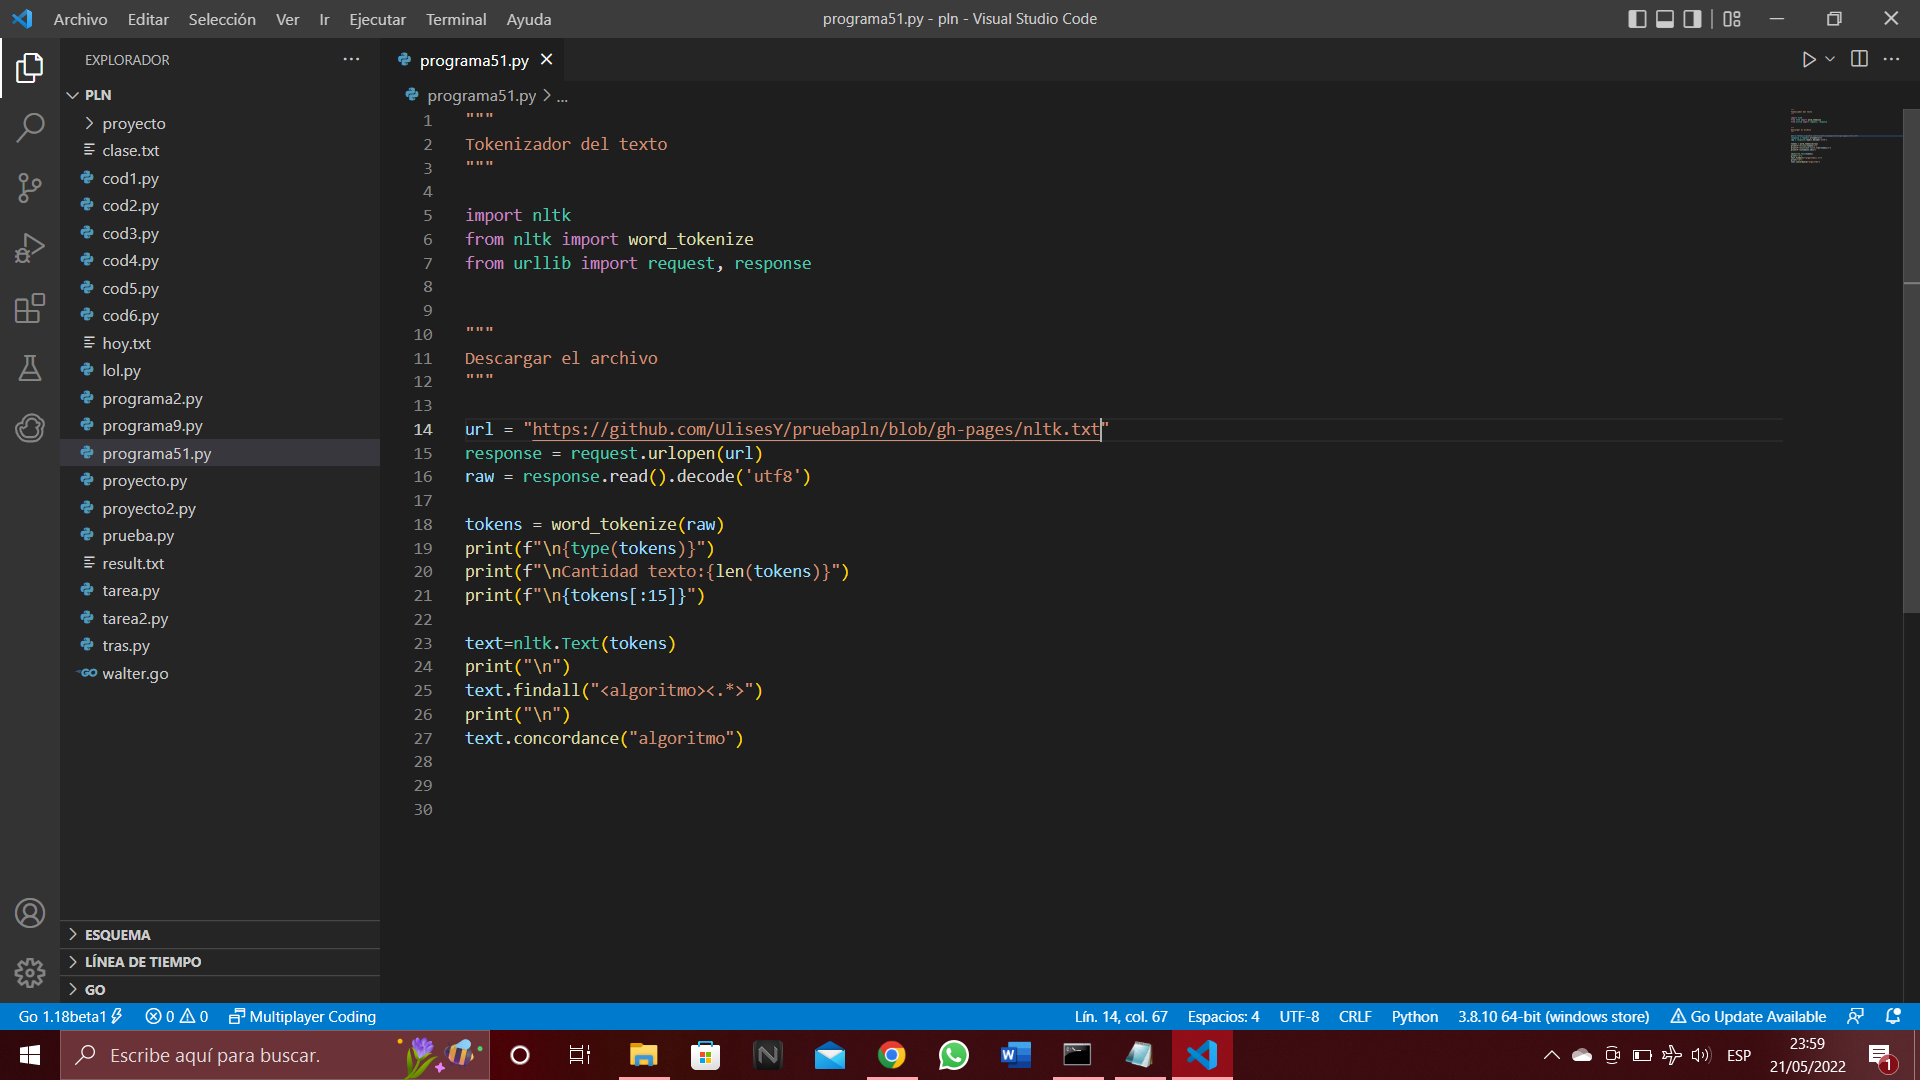 Archivo Editar Selección Ver Ir Ejecutar Terminal Ayuda
programa51.py - pln - Visual Studio Code
EXPLORADOR
PLN
proyecto
clase.txt
cod1.py
cod2.py
cod3.py
cod4.py
cod5.py
cod6.py
hoy.txt
lol.py
programa2.py
programa9.py
programa51.py
proyecto.py
proyecto2.py
prueba.py
result.txt
tarea.py
tarea2.py
tras.py
GO walter.go
ESQUEMA
LÍNEA DE TIEMPO
GO
programa51.py
programa51.py > ...
1 """
2 Tokenizador del texto
3 """
4
5 import nltk
6 from nltk import word_tokenize
7 from urllib import request, response
8
9
10 """
11 Descargar el archivo
12 """
13
14 url = "https://github.com/UlisesY/pruebapln/blob/gh-pages/nltk.txt"
15 response = request.urlopen(url)
16 raw = response.read().decode('utf8')
17
18 tokens = word_tokenize(raw)
19 print(f"\n{type(tokens)}")
20 print(f"\nCantidad texto:{len(tokens)}")
21 print(f"\n{tokens[:15]}")
22
23 text=nltk.Text(tokens)
24 print("\n")
25 text.findall("<algoritmo><.*>")
26 print("\n")
27 text.concordance("algoritmo")
28
29
30
Go 1.18beta1 0 0 Multiplayer Coding
Lín. 14, col. 67 Espacios: 4 UTF-8 CRLF Python 3.8.10 64-bit (windows store) Go Update Available
Escribe aquí para buscar.
ESP
23:59
21/05/2022
1